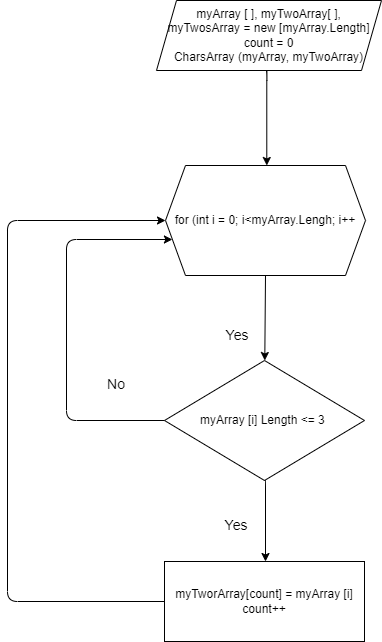 myArray [ ], myTwoArray[ ],
myTwosArray = new [myArray.Length]
count = 0
CharsArray (myArray, myTwoArray)
for (int i = 0; i<myArray.Lengh; i++
Yes
No
myArray [i] Length <= 3
Yes
myTworArray[count] = myArray [i]
count++